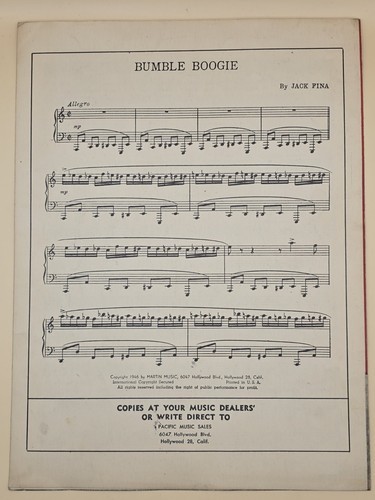 BUMBLE BOOGIE
By JACK FINA
Allegro
mp
mp
Copyright 1946 by MARTIN MUSIC, 6047 Hollywood Blvd., Hollywood 28, Calif.
International Copyright Secured Printed in U.S.A.
All rights reserved including the right of public performance for profit.
COPIES AT YOUR MUSIC DEALERS'
OR WRITE DIRECT TO
PACIFIC MUSIC SALES
6047 Hollywood Blvd.
Hollywood 28, Calif.